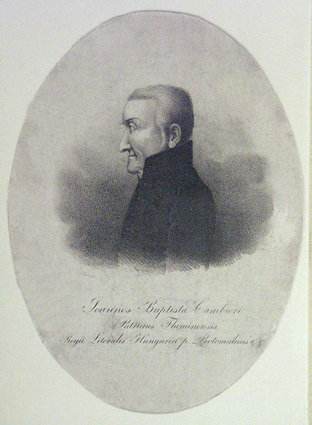 Joannes Baptista Cambieri
Patricius Fluminensis
Regii Litoralis Hungarici p. Protomedicus